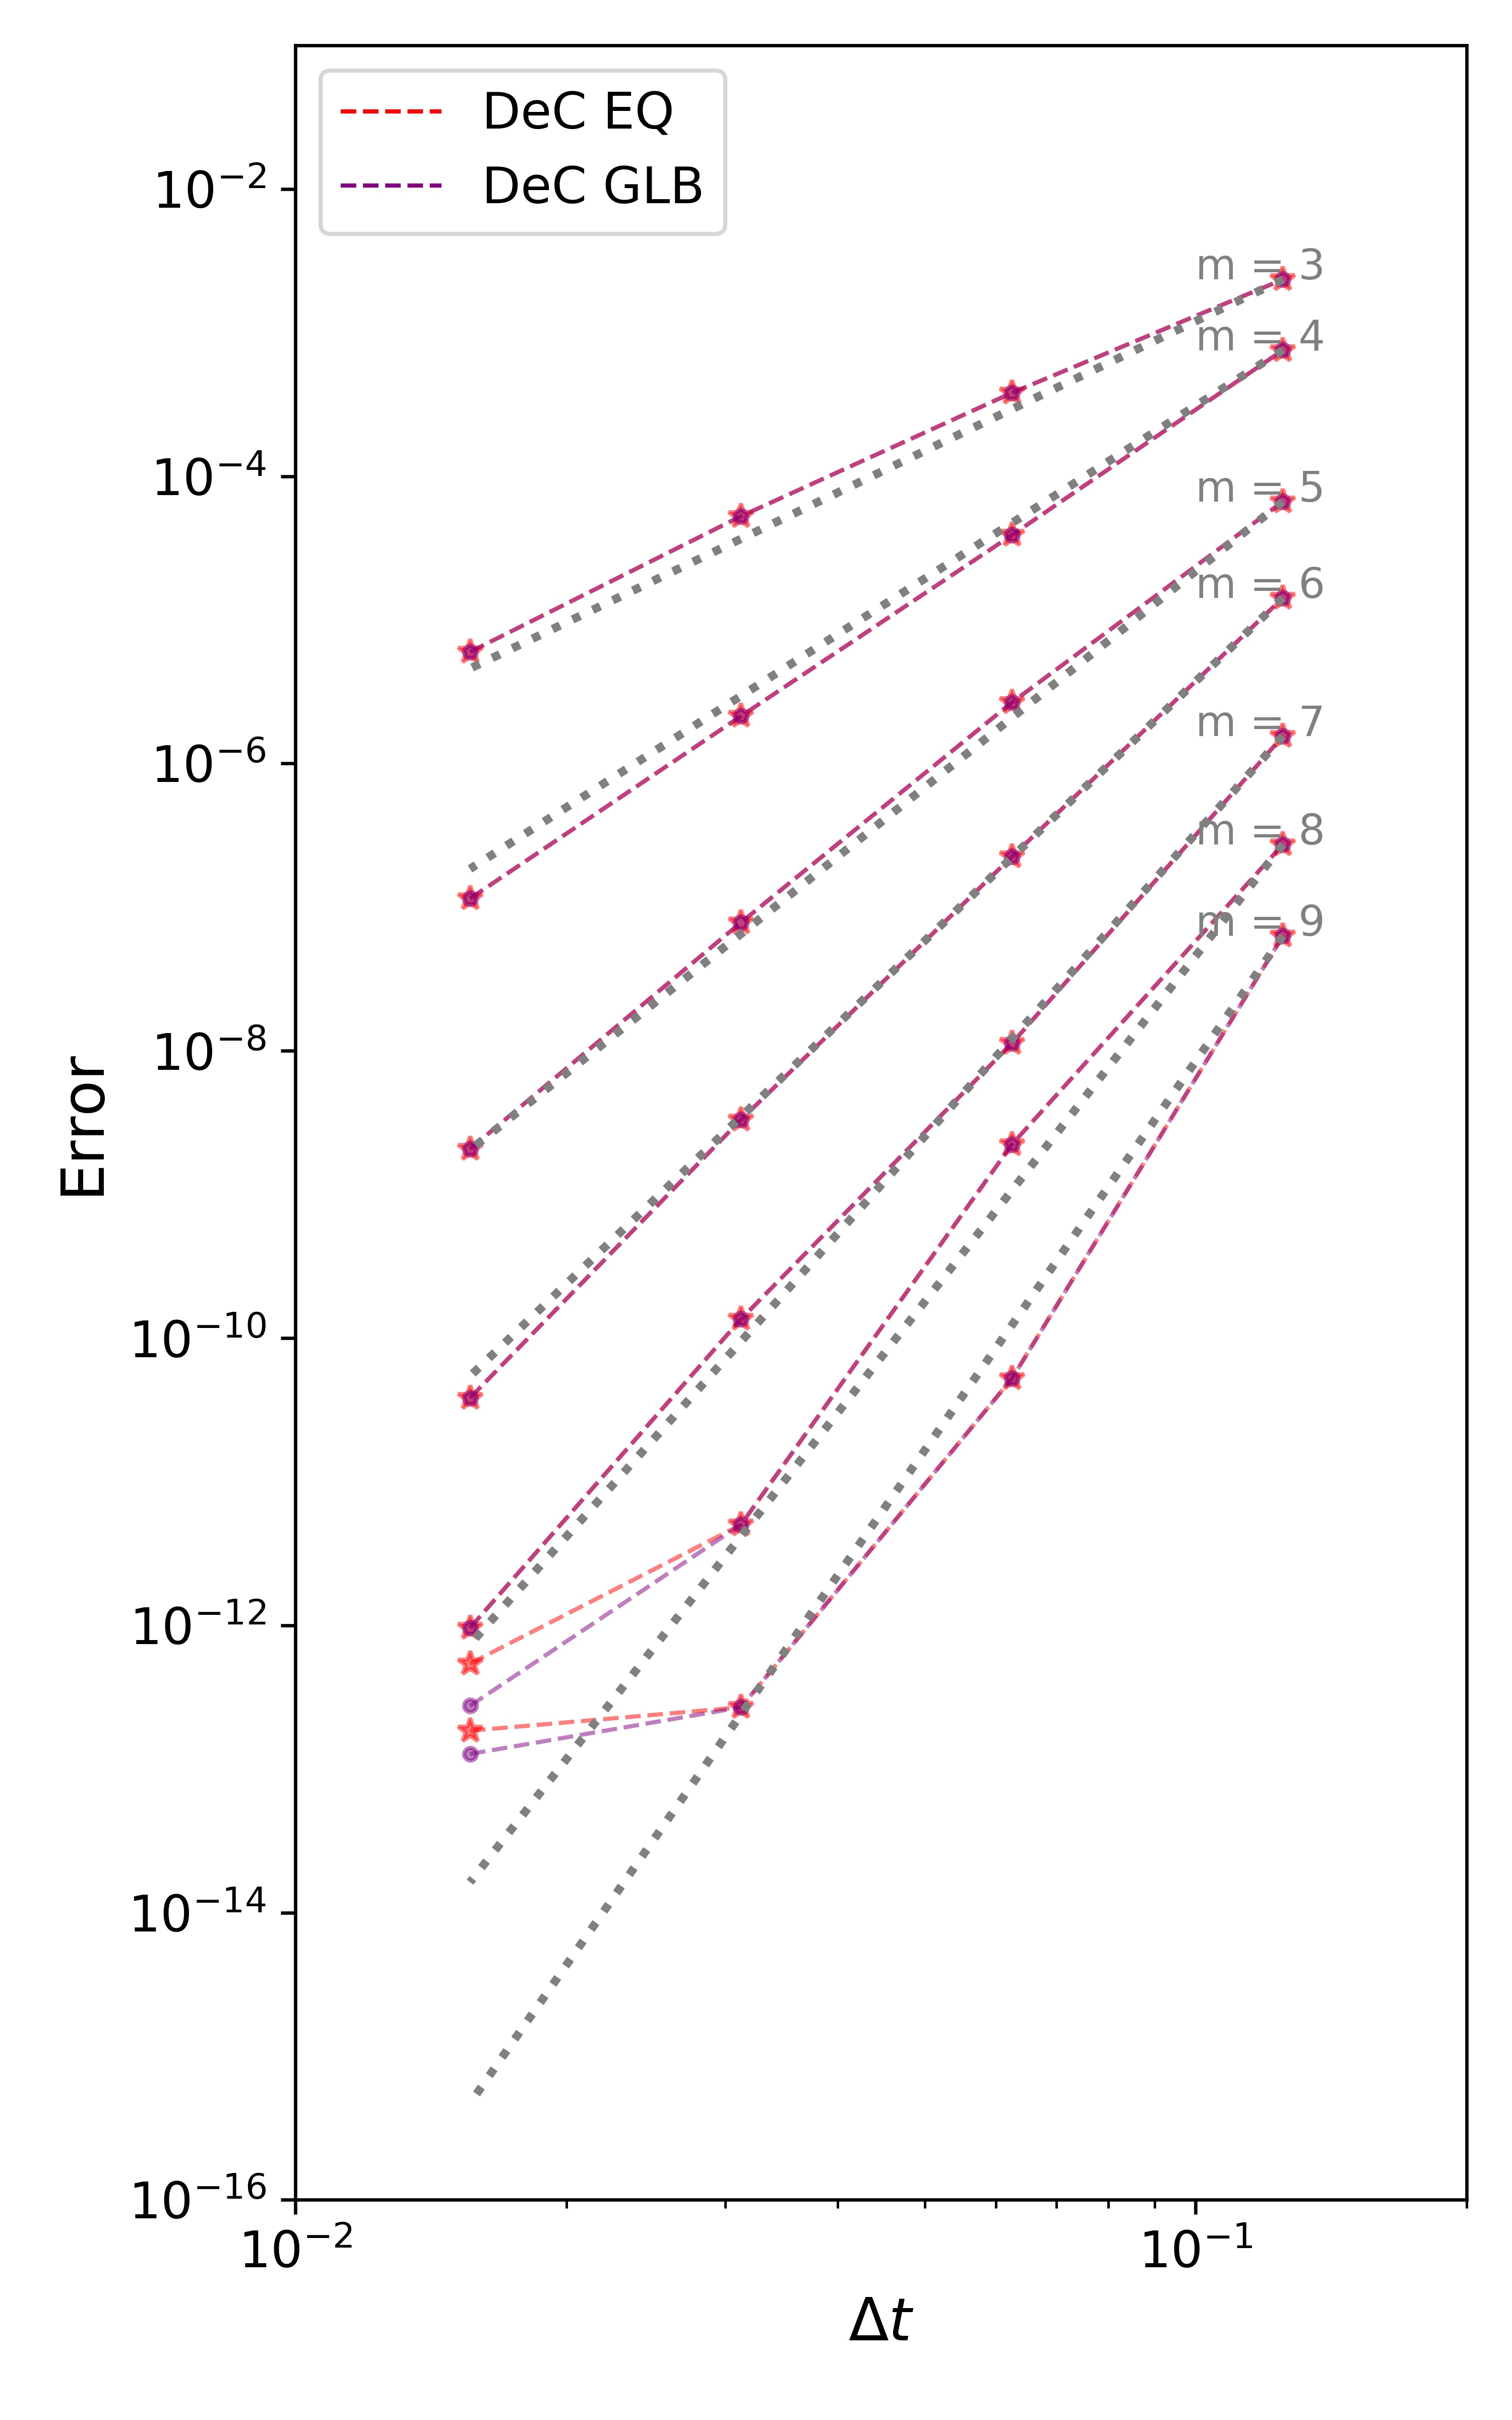 DeC EQ
DeC GLB
10⁻²
10⁻⁴
10⁻⁶
10⁻⁸
10⁻¹⁰
10⁻¹²
10⁻¹⁴
10⁻¹⁶
Error
m = 3
m = 4
m = 5
m = 6
m = 7
m = 8
m = 9
10⁻²
10⁻¹
Δt